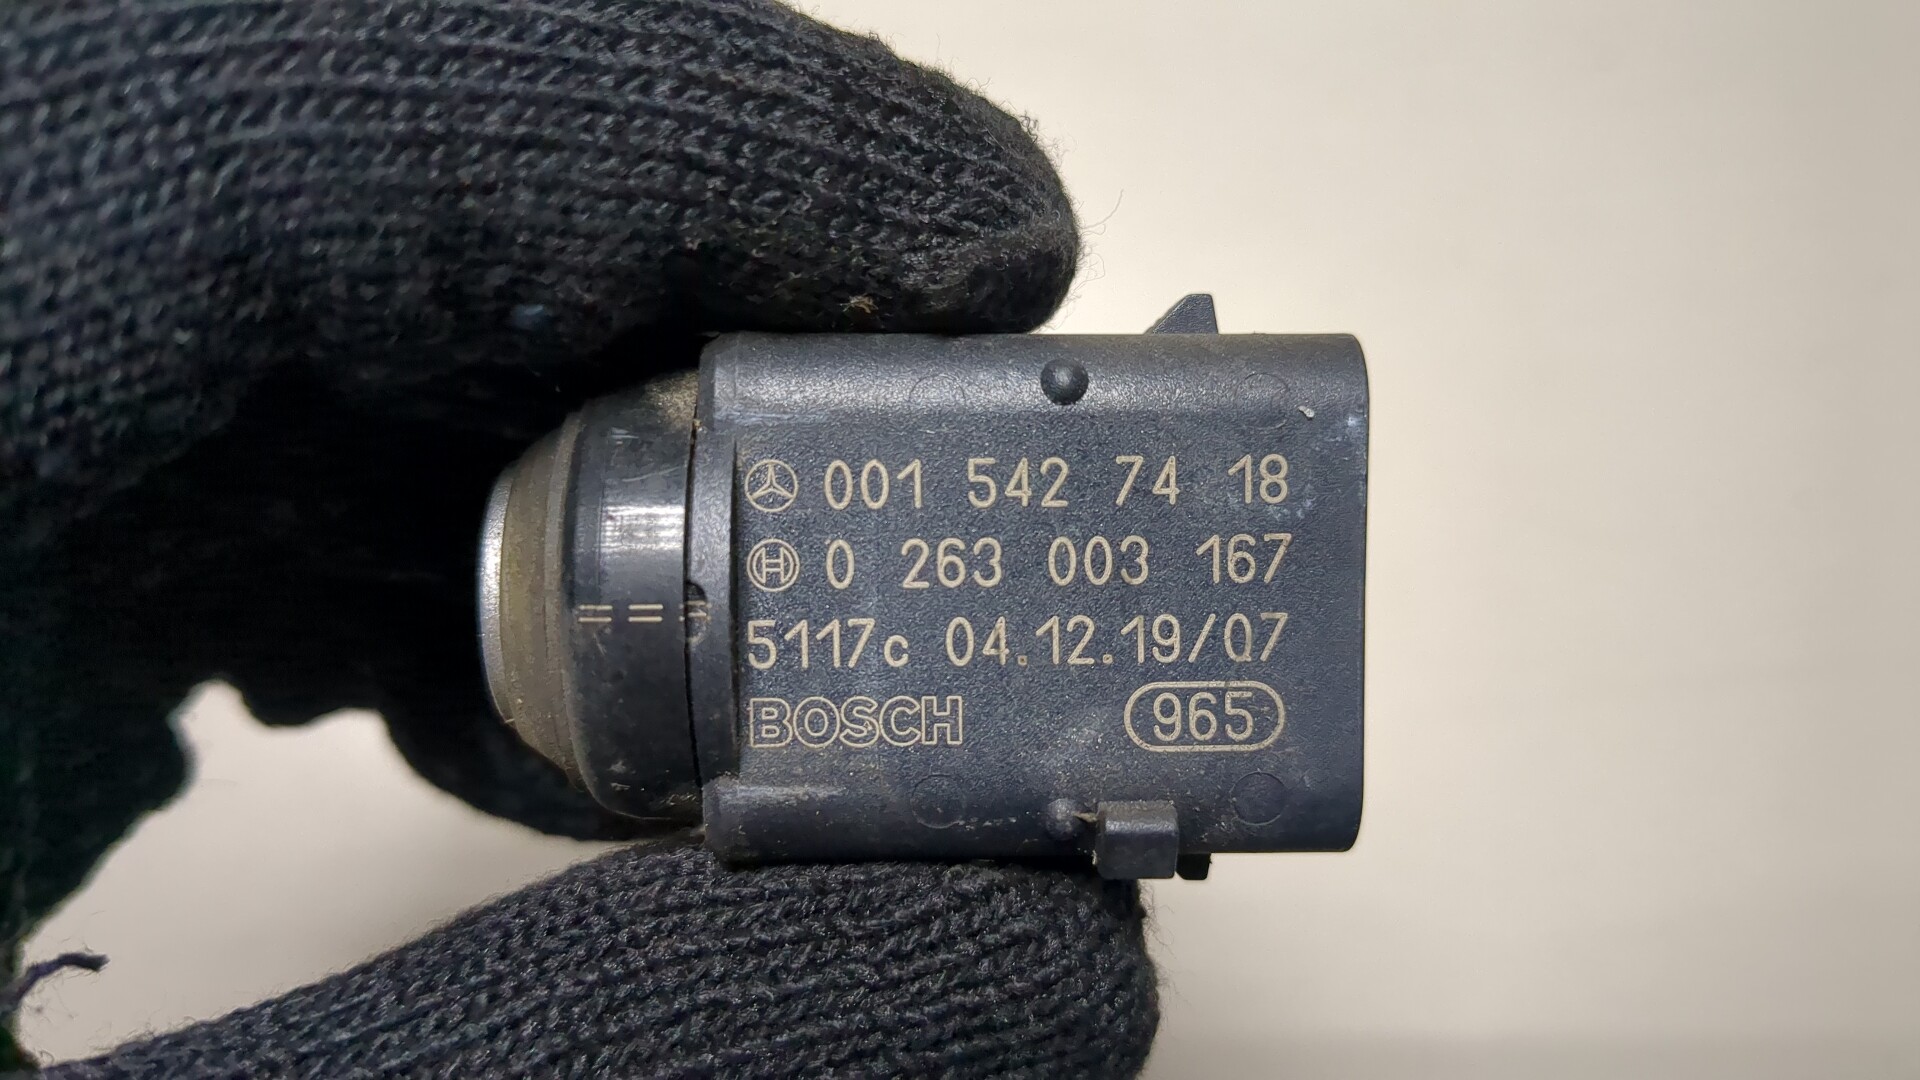 001 542 74 18
0 263 003 167
5117c 04.12.19/07
BOSCH 965